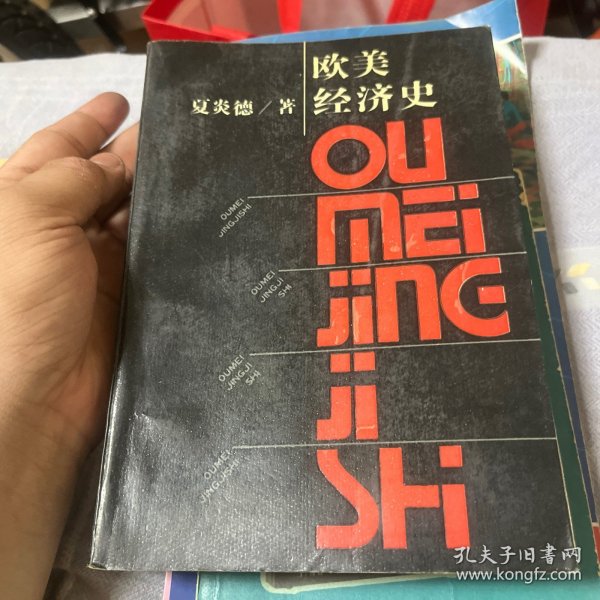 欧美
经济史
夏炎德/著
OU
MEI
JING
JI
SHI
OUMEI
JINGJISHI
OUMEI
JINGJI
SHI
OUMEI
JINGJI
SHI
OUMEI
JINGJISHI
孔夫子旧書网
www.kongfz.com